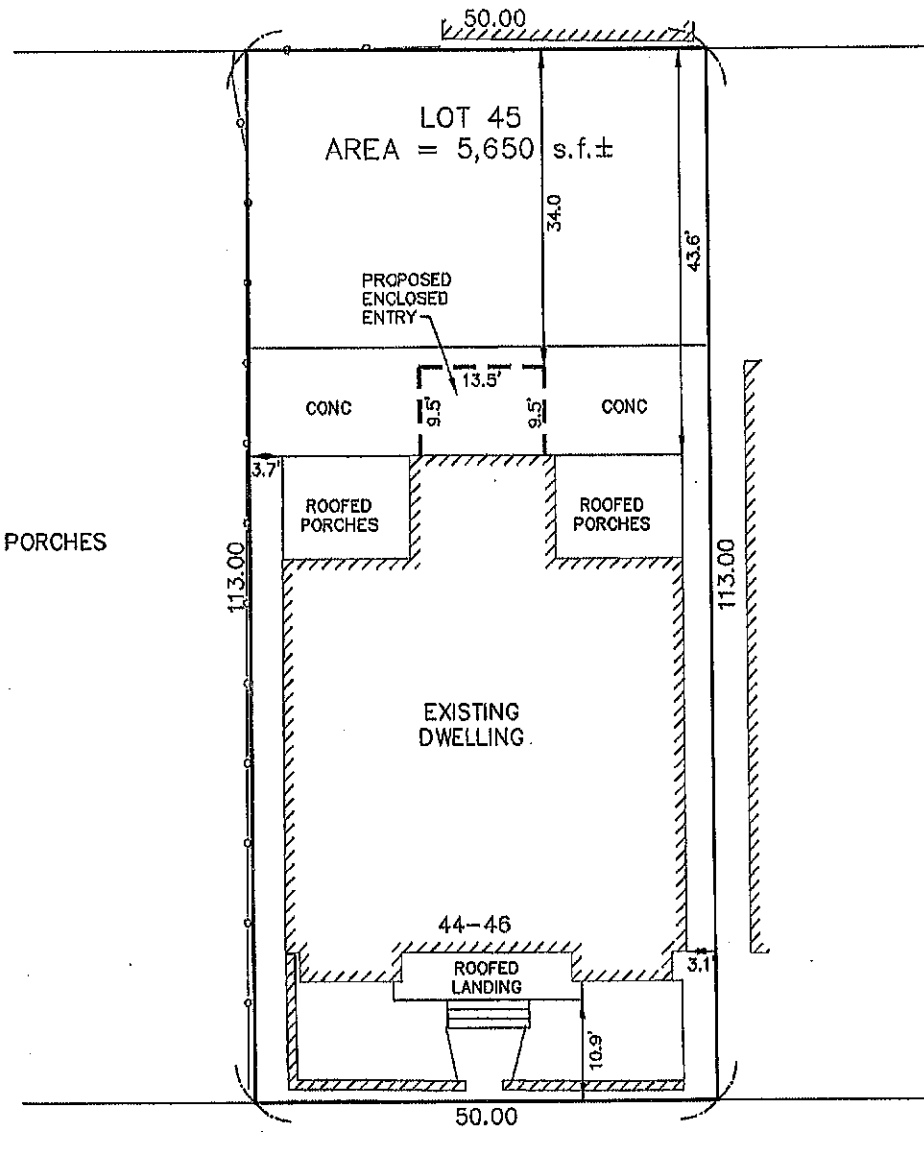 50.00
LOT 45
AREA = 5,650 s.f.±
34.0
43.6'
PROPOSED
ENCLOSED
ENTRY
13.5'
9.5'
9.5'
CONC
CONC
3.7'
ROOFED
PORCHES
ROOFED
PORCHES
PORCHES
113.00
113.00
EXISTING
DWELLING
44-46
ROOFED
LANDING
3.1'
10.9'
50.00